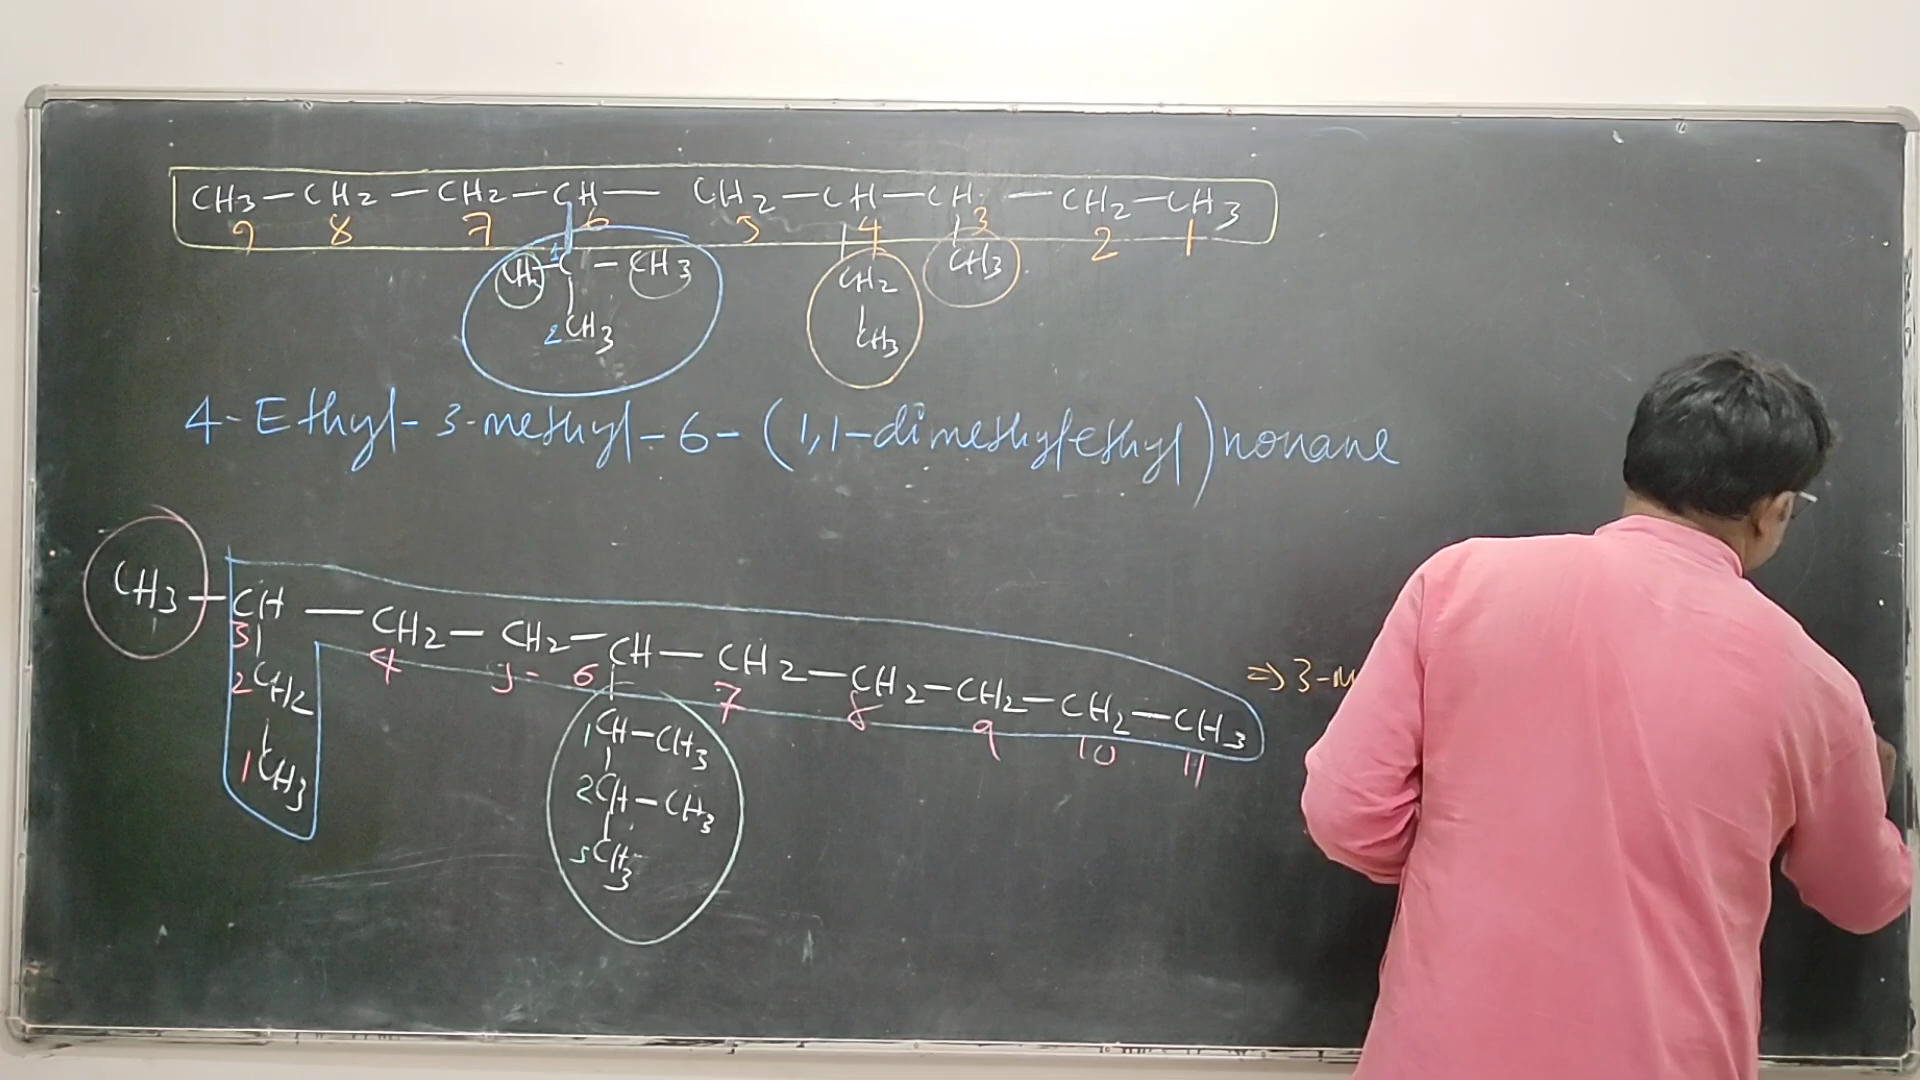 CH3—CH2—CH2—CH—CH2—CH—CH—CH2—CH3
9 8 7 6 5 4 3 2 1
1
CH3—C—CH3 CH2 CH3
2CH3 CH3
4-Ethyl-3-methyl-6-(1,1-dimethylethyl)nonane
CH3—CH—CH2—CH2—CH—CH2—CH2—CH2—CH2—CH3
3 4 5 6 7 8 9 10 11
⇒ 3-M
2CH2
1CH—CH3
1CH3
2CH—CH3
3CH3